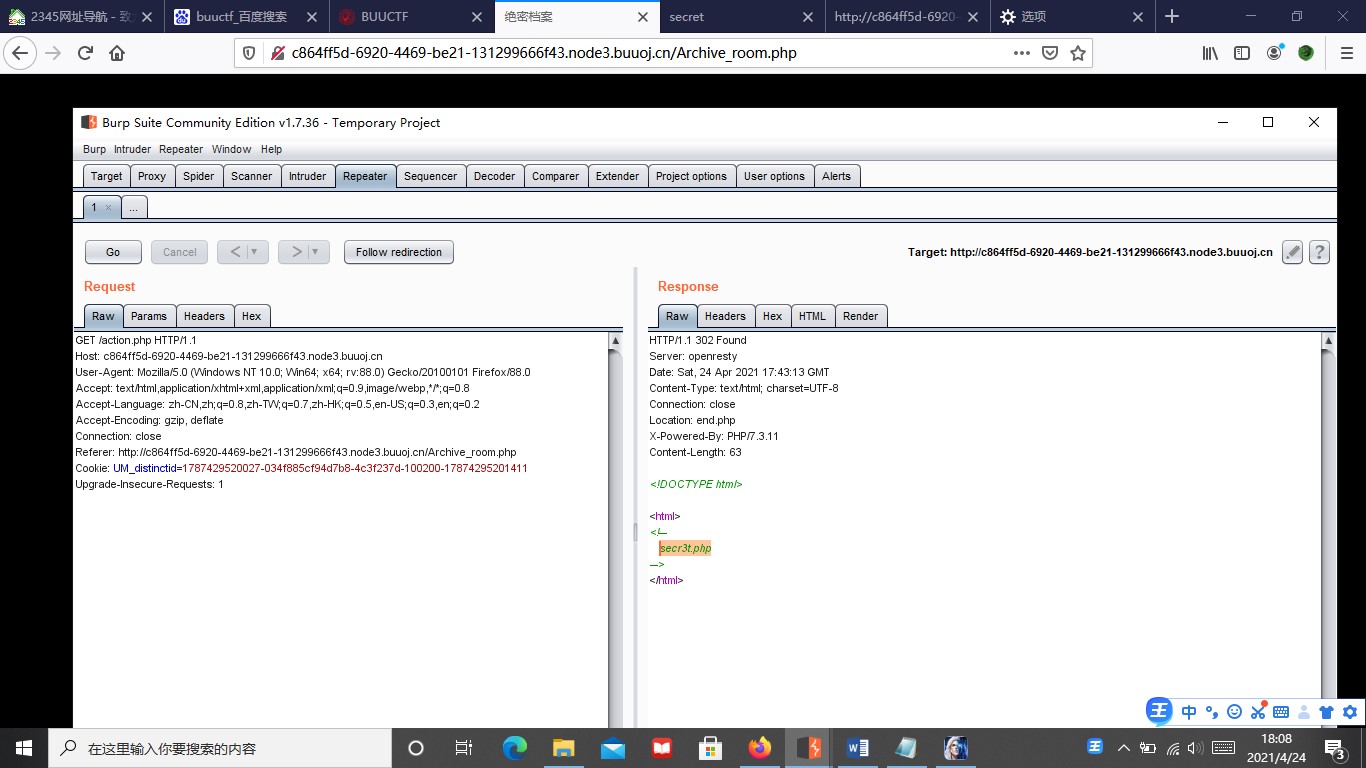 2345网址导航 - 致
buuctf_百度搜索
BUUCTF
绝密档案
secret
http://c864ff5d-6920-
选项
c864ff5d-6920-4469-be21-131299666f43.node3.buuoj.cn/Archive_room.php
Burp Suite Community Edition v1.7.36 - Temporary Project
Burp Intruder Repeater Window Help
Target Proxy Spider Scanner Intruder Repeater Sequencer Decoder Comparer Extender Project options User options Alerts
1 × ...
Go Cancel < > Follow redirection Target: http://c864ff5d-6920-4469-be21-131299666f43.node3.buuoj.cn ?
Request
Raw Params Headers Hex
GET /action.php HTTP/1.1
Host: c864ff5d-6920-4469-be21-131299666f43.node3.buuoj.cn
User-Agent: Mozilla/5.0 (Windows NT 10.0; Win64; x64; rv:88.0) Gecko/20100101 Firefox/88.0
Accept: text/html,application/xhtml+xml,application/xml;q=0.9,image/webp,*/*;q=0.8
Accept-Language: zh-CN,zh;q=0.8,zh-TW;q=0.7,zh-HK;q=0.5,en-US;q=0.3,en;q=0.2
Accept-Encoding: gzip, deflate
Connection: close
Referer: http://c864ff5d-6920-4469-be21-131299666f43.node3.buuoj.cn/Archive_room.php
Cookie: UM_distinctid=1787429520027-034f885cf94d7b8-4c3f237d-100200-17874295201411
Upgrade-Insecure-Requests: 1
Response
Raw Headers Hex HTML Render
HTTP/1.1 302 Found
Server: openresty
Date: Sat, 24 Apr 2021 17:43:13 GMT
Content-Type: text/html; charset=UTF-8
Connection: close
Location: end.php
X-Powered-By: PHP/7.3.11
Content-Length: 63
<!DOCTYPE html>
<html>
<!--
secr3t.php
-->
</html>
王 中
在这里输入你要搜索的内容
18:08
2021/4/24
3